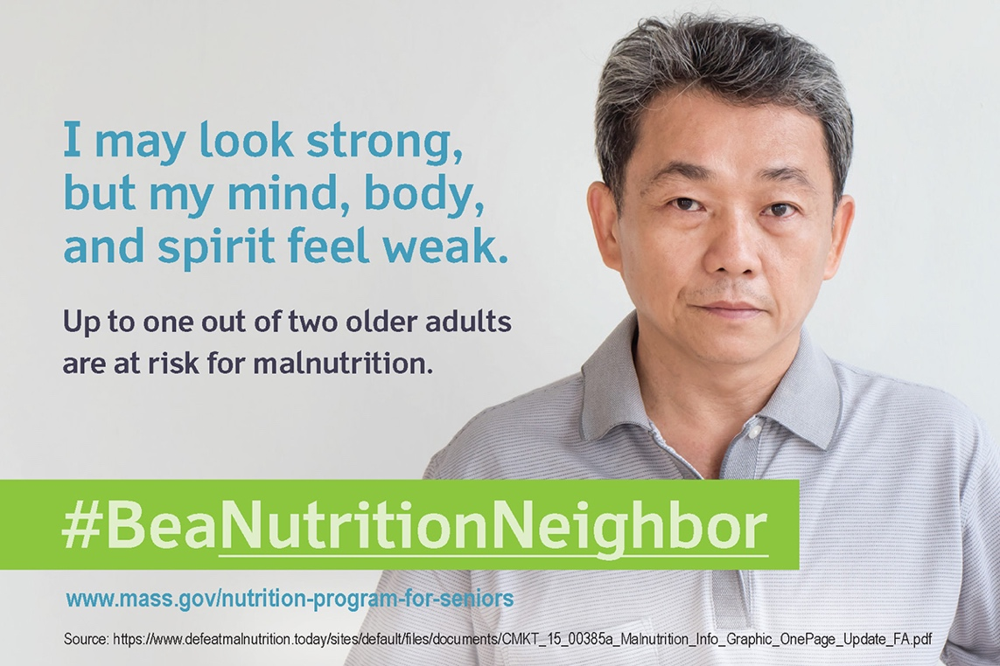 I may look strong,
but my mind, body,
and spirit feel weak.
Up to one out of two older adults
are at risk for malnutrition.
#BeaNutritionNeighbor
www.mass.gov/nutrition-program-for-seniors
Source: https://www.defeatmalnutrition.today/sites/default/files/documents/CMKT_15_00385a_Malnutrition_Info_Graphic_OnePage_Update_FA.pdf